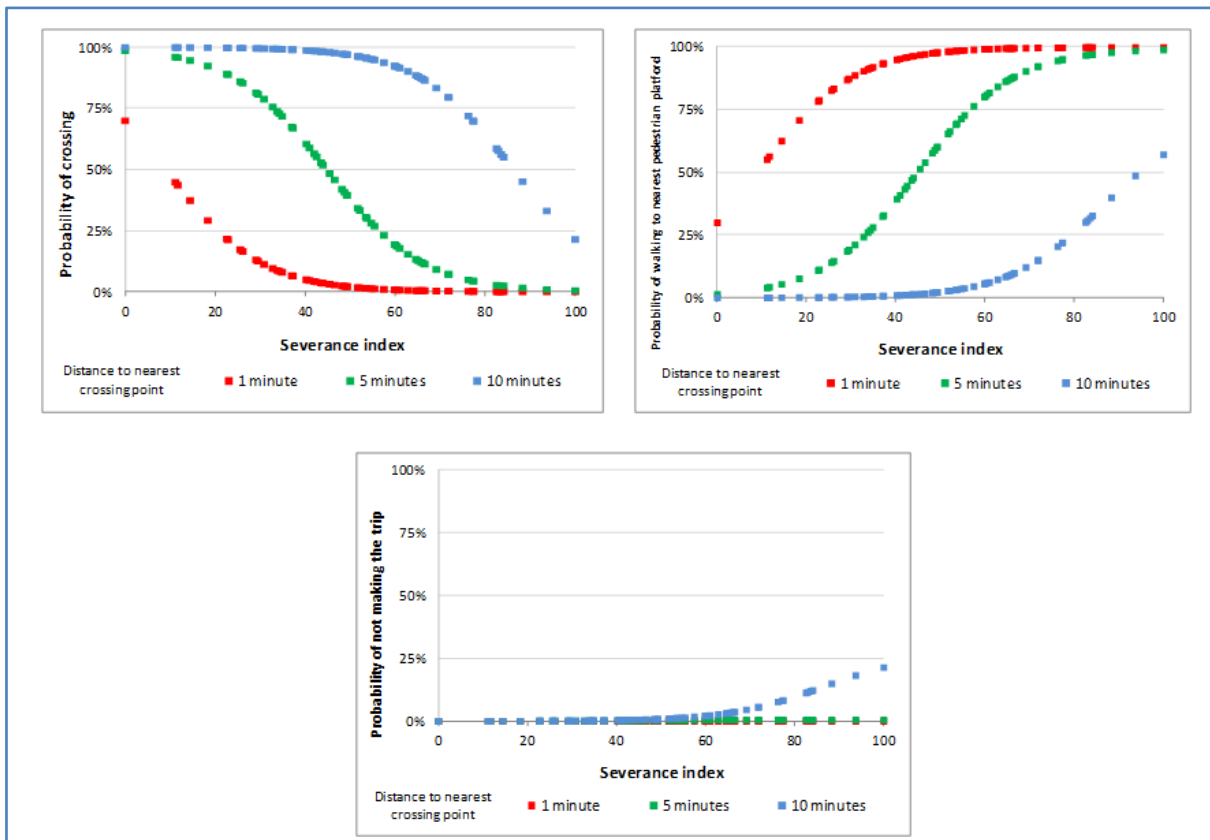 100%
75%
50%
25%
0%
Probability of crossing
0 20 40 60 80 100
Severance index
Distance to nearest
crossing point
1 minute 5 minutes 10 minutes
100%
75%
50%
25%
0%
Probability of walking to nearest pedestrian platford
0 20 40 60 80 100
Severance index
Distance to nearest
crossing point
1 minute 5 minutes 10 minutes
100%
75%
50%
25%
0%
Probability of not making the trip
0 20 40 60 80 100
Severance index
Distance to nearest
crossing point
1 minute 5 minutes 10 minutes